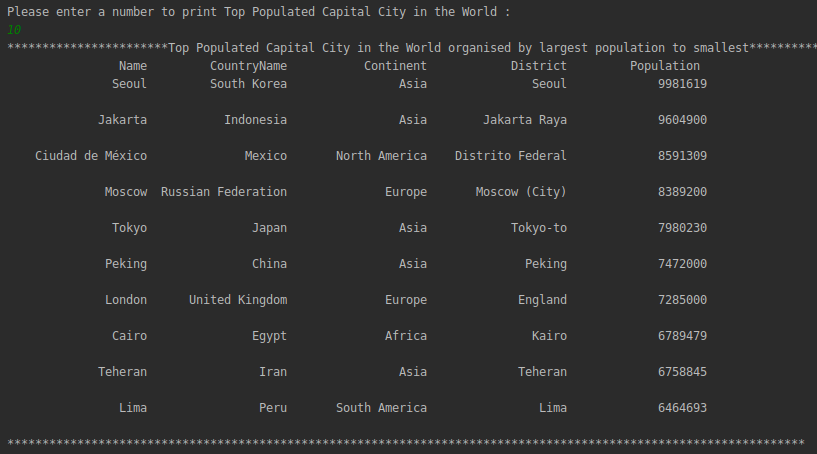 Please enter a number to print Top Populated Capital City in the World :
10
***********************Top Populated Capital City in the World organised by largest population to smallest**********
Name CountryName Continent District Population
Seoul South Korea Asia Seoul 9981619
Jakarta Indonesia Asia Jakarta Raya 9604900
Ciudad de México Mexico North America Distrito Federal 8591309
Moscow Russian Federation Europe Moscow (City) 8389200
Tokyo Japan Asia Tokyo-to 7980230
Peking China Asia Peking 7472000
London United Kingdom Europe England 7285000
Cairo Egypt Africa Kairo 6789479
Teheran Iran Asia Teheran 6758845
Lima Peru South America Lima 6464693
******************************************************************************************************************